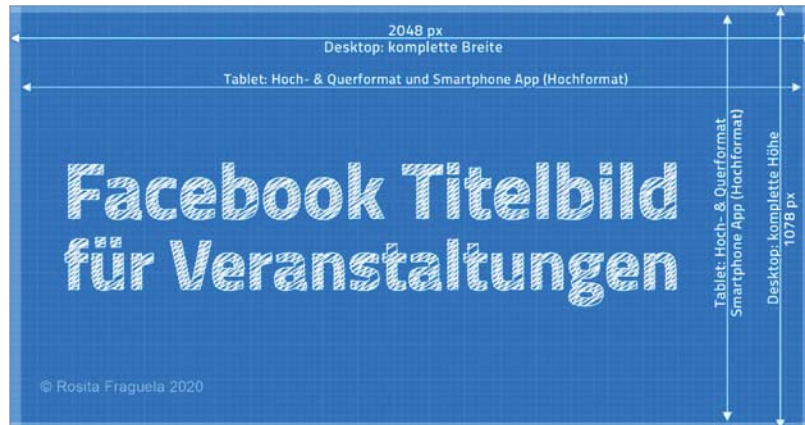 2048 px
Desktop: komplette Breite
Tablet: Hoch- & Querformat und Smartphone App (Hochformat)
Facebook Titelbild
für Veranstaltungen
Tablet: Hoch- & Querformat
Smartphone App (Hochformat)
Desktop: komplette Höhe
1078 px
© Rosita Fraguela 2020